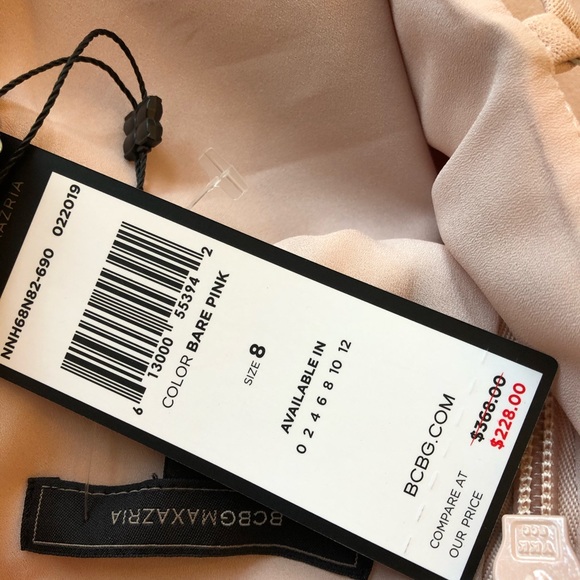 AZRIA
NNH68N82-690 022019
6 13000 55394 2
COLOR BARE PINK
SIZE 8
AVAILABLE IN
0 2 4 6 8 10 12
BCBG.COM
COMPARE AT $368.00
OUR PRICE $228.00
BCBGMAXAZRIA